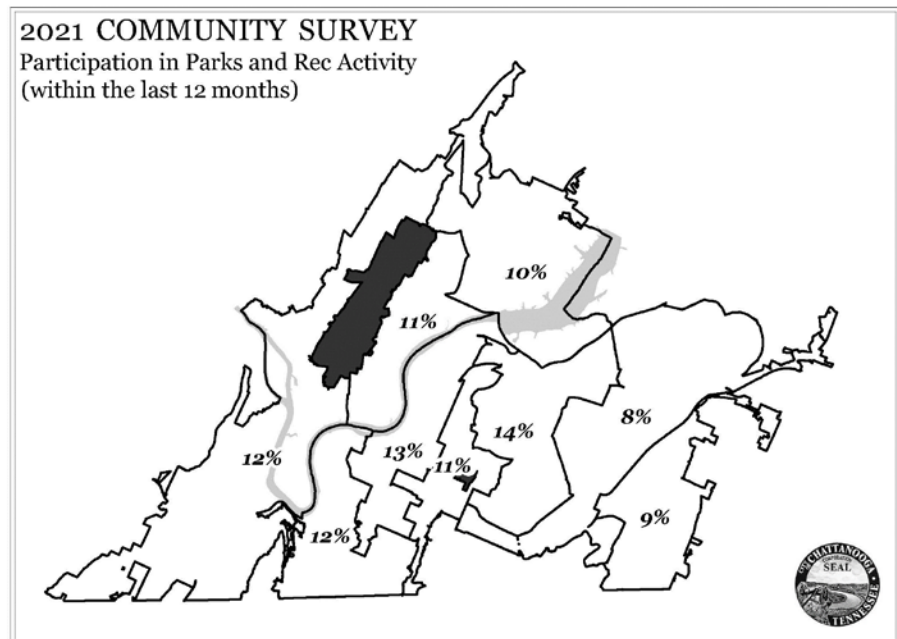 2021 COMMUNITY SURVEY
Participation in Parks and Rec Activity
(within the last 12 months)
10%
11%
8%
14%
13%
12%
11%
9%
12%
CHATTANOOGA
CORPORATION
SEAL
TENNESSEE